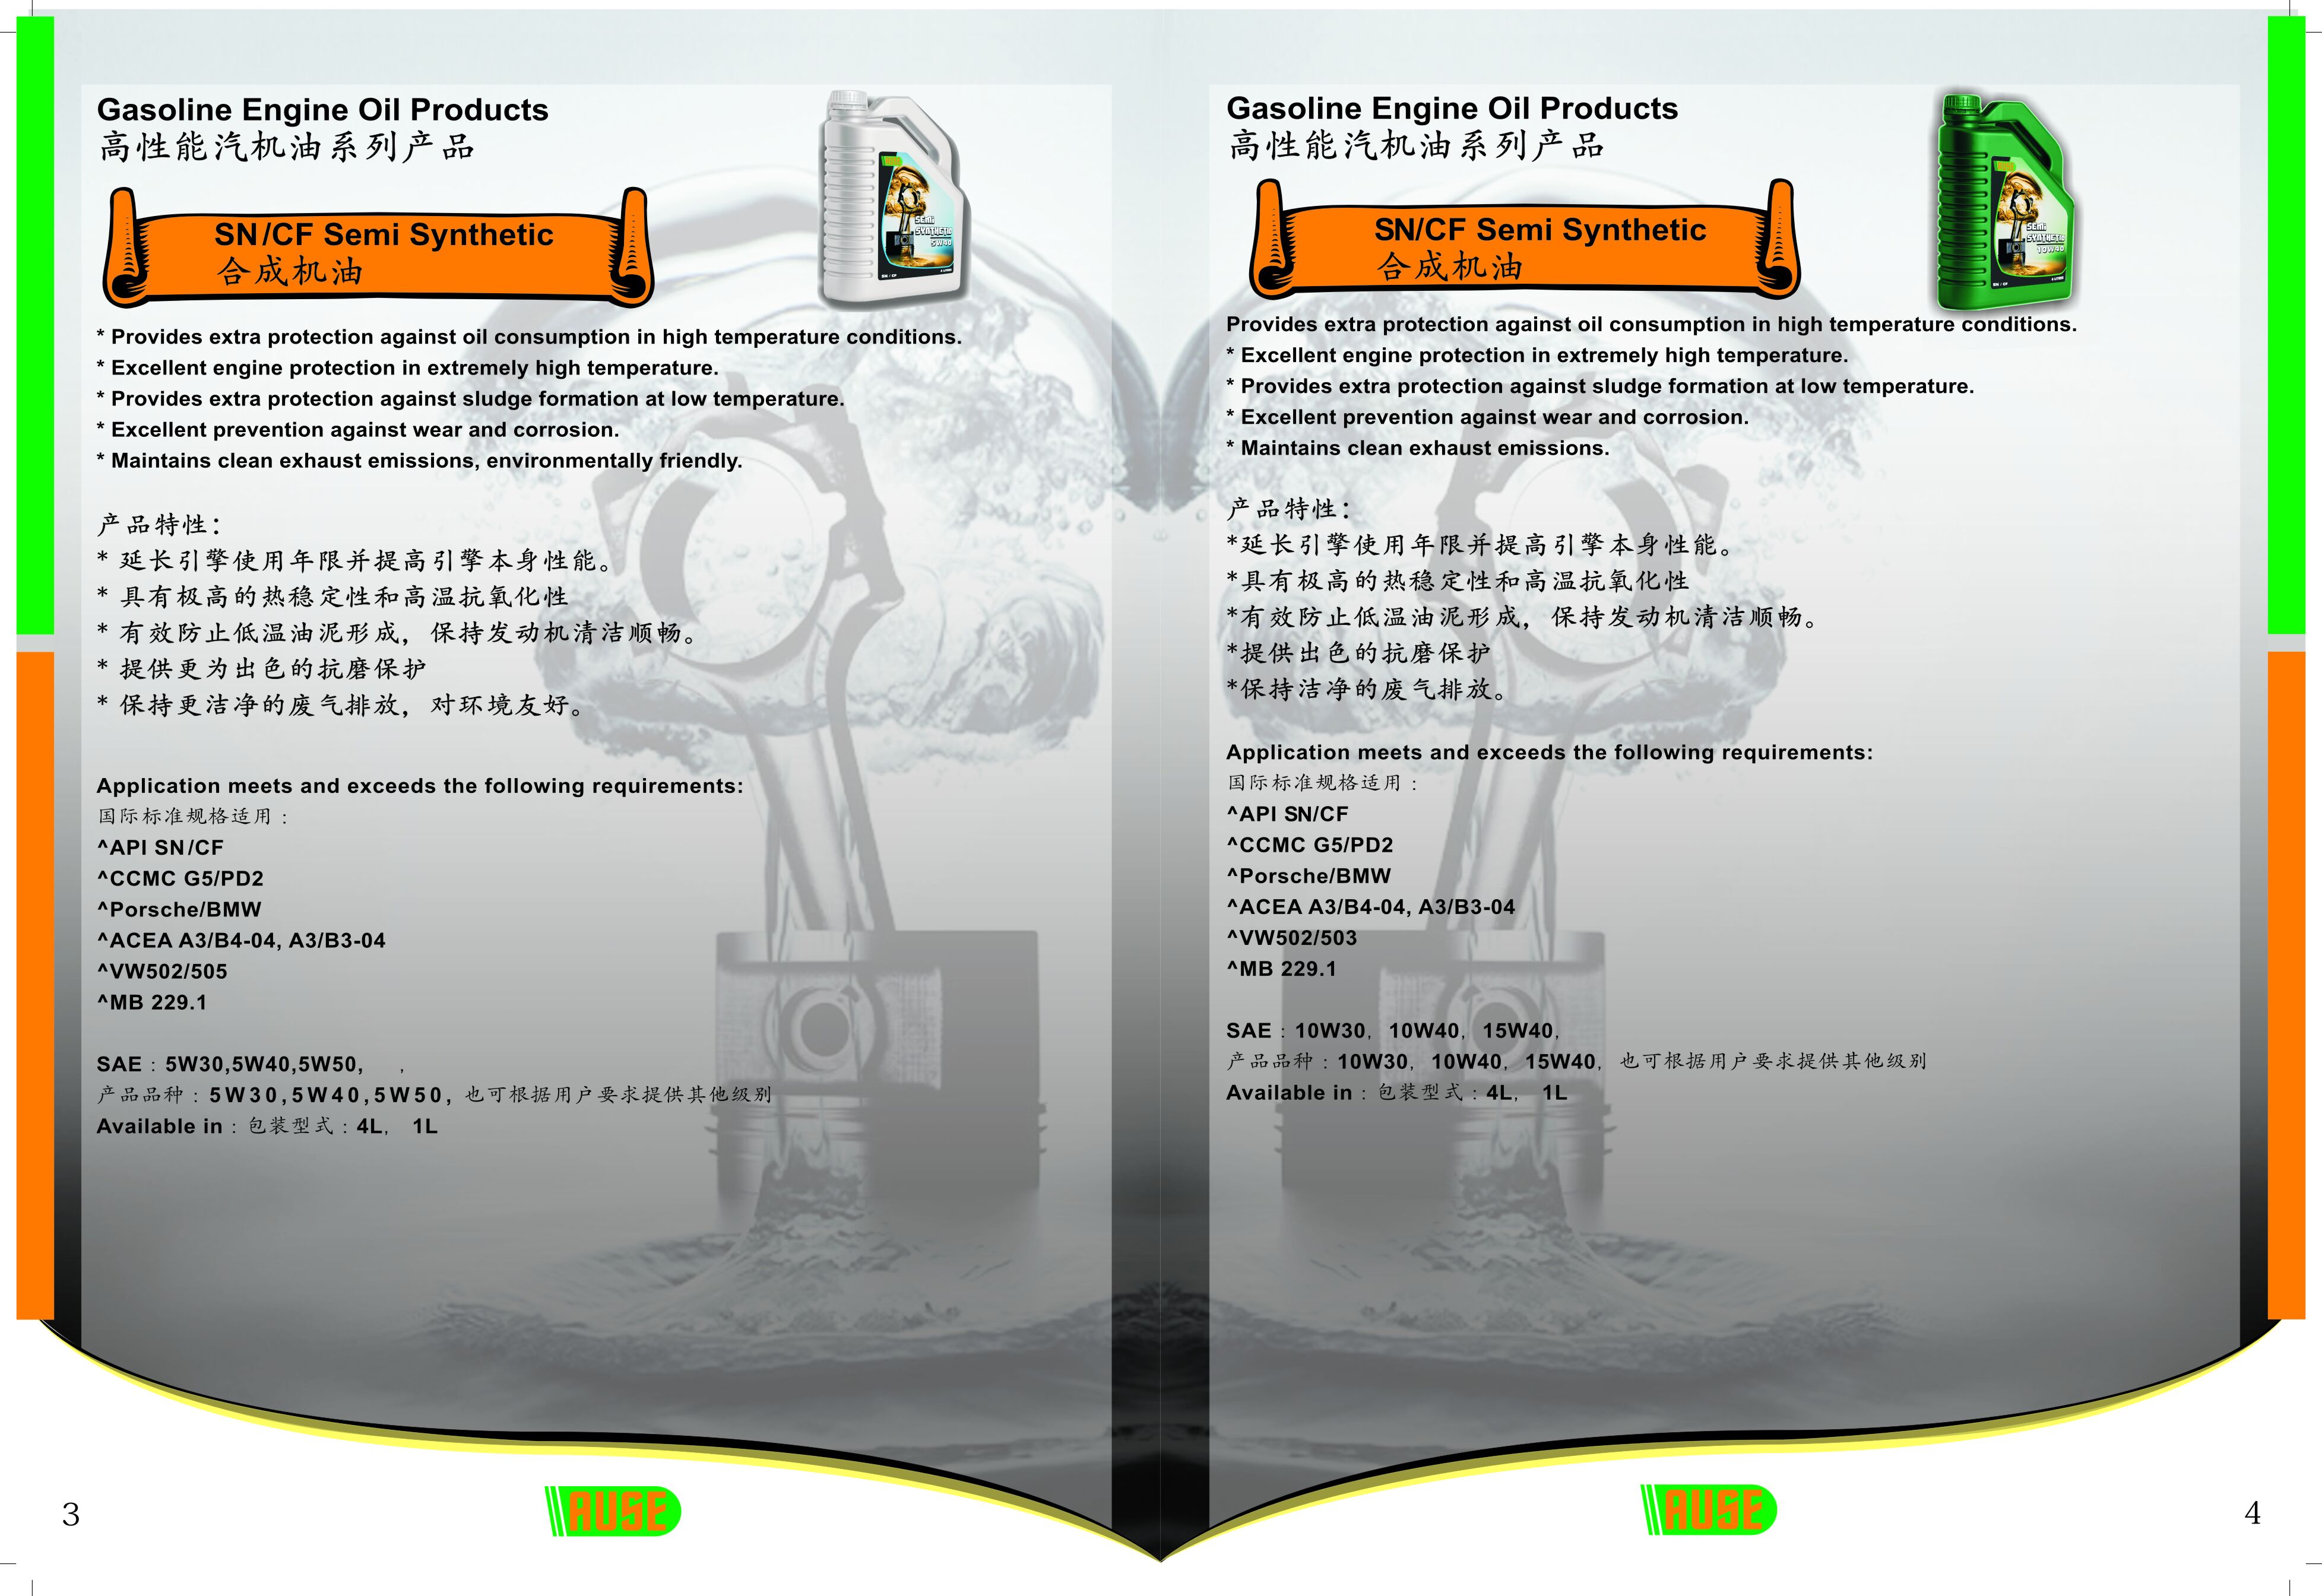 Gasoline Engine Oil Products
高性能汽机油系列产品
SN/CF Semi Synthetic
合成机油
SEMI
SYNTHETIC
5W40
SN / CF
4 LITRES
* Provides extra protection against oil consumption in high temperature conditions.
* Excellent engine protection in extremely high temperature.
* Provides extra protection against sludge formation at low temperature.
* Excellent prevention against wear and corrosion.
* Maintains clean exhaust emissions, environmentally friendly.
产品特性：
* 延长引擎使用年限并提高引擎本身性能。
* 具有极高的热稳定性和高温抗氧化性
* 有效防止低温油泥形成，保持发动机清洁顺畅。
* 提供更为出色的抗磨保护
* 保持更洁净的废气排放，对环境友好。
Application meets and exceeds the following requirements:
国际标准规格适用：
^API SN/CF
^CCMC G5/PD2
^Porsche/BMW
^ACEA A3/B4-04, A3/B3-04
^VW502/505
^MB 229.1
SAE：5W30,5W40,5W50, ，
产品品种：5W30,5W40,5W50, 也可根据用户要求提供其他级别
Available in：包装型式：4L， 1L
AUSE
3
Gasoline Engine Oil Products
高性能汽机油系列产品
SN/CF Semi Synthetic
合成机油
SEMI
SYNTHETIC
10W40
SN / CF
4 LITRES
Provides extra protection against oil consumption in high temperature conditions.
* Excellent engine protection in extremely high temperature.
* Provides extra protection against sludge formation at low temperature.
* Excellent prevention against wear and corrosion.
* Maintains clean exhaust emissions.
产品特性：
*延长引擎使用年限并提高引擎本身性能。
*具有极高的热稳定性和高温抗氧化性
*有效防止低温油泥形成，保持发动机清洁顺畅。
*提供出色的抗磨保护
*保持洁净的废气排放。
Application meets and exceeds the following requirements:
国际标准规格适用：
^API SN/CF
^CCMC G5/PD2
^Porsche/BMW
^ACEA A3/B4-04, A3/B3-04
^VW502/503
^MB 229.1
SAE：10W30，10W40，15W40，
产品品种：10W30，10W40，15W40，也可根据用户要求提供其他级别
Available in：包装型式：4L， 1L
AUSE
4